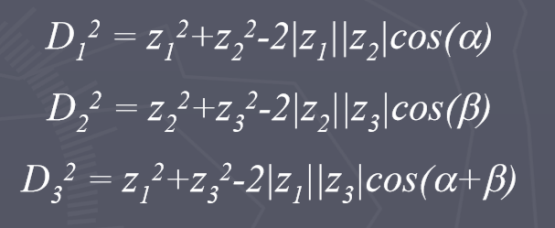 D₁² = z₁²+z₂²-2|z₁||z₂|cos(α)
D₂² = z₂²+z₃²-2|z₂||z₃|cos(β)
D₃² = z₁²+z₃²-2|z₁||z₃|cos(α+β)